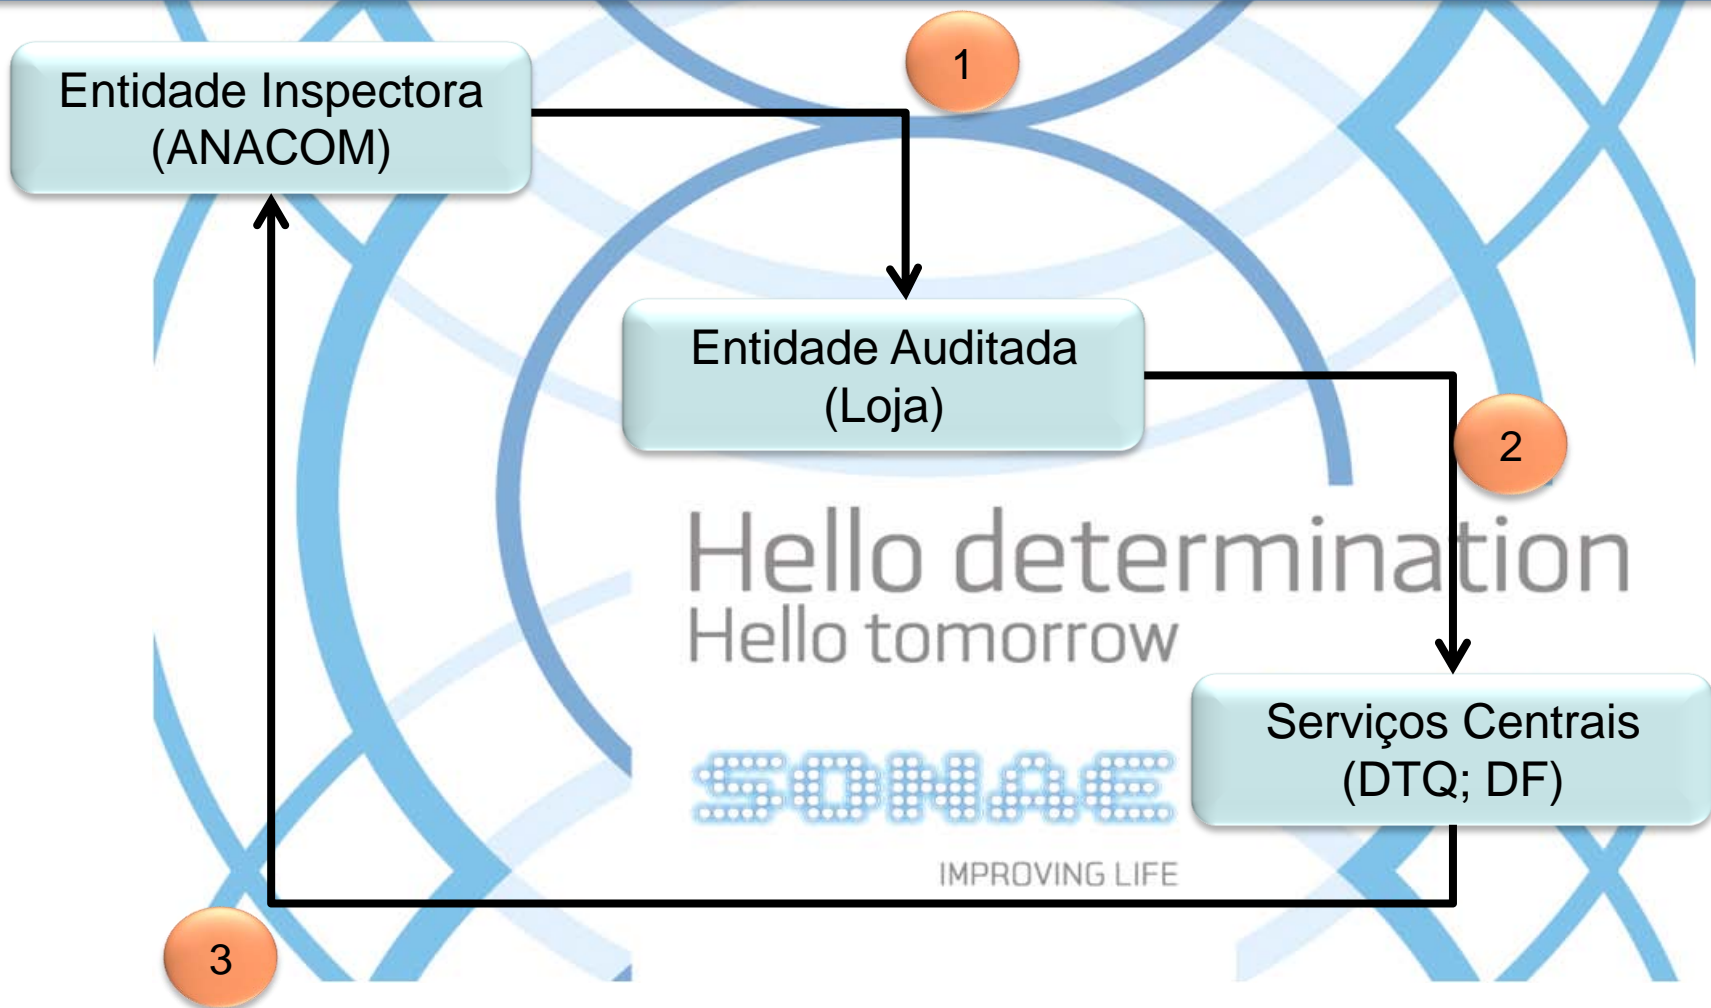 1
Entidade Inspectora
(ANACOM)
Entidade Auditada
(Loja)
2
Hello determination
Hello tomorrow
Serviços Centrais
(DTQ; DF)
SONAE
IMPROVING LIFE
3